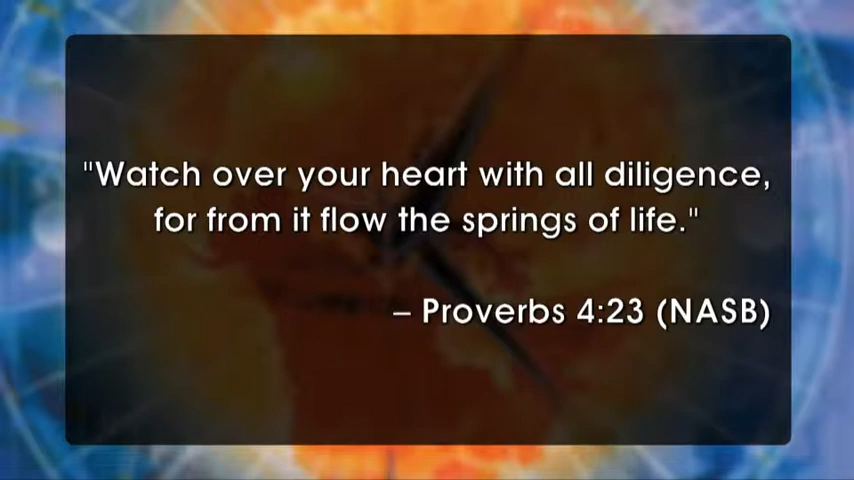 "Watch over your heart with all diligence,
for from it flow the springs of life."
– Proverbs 4:23 (NASB)